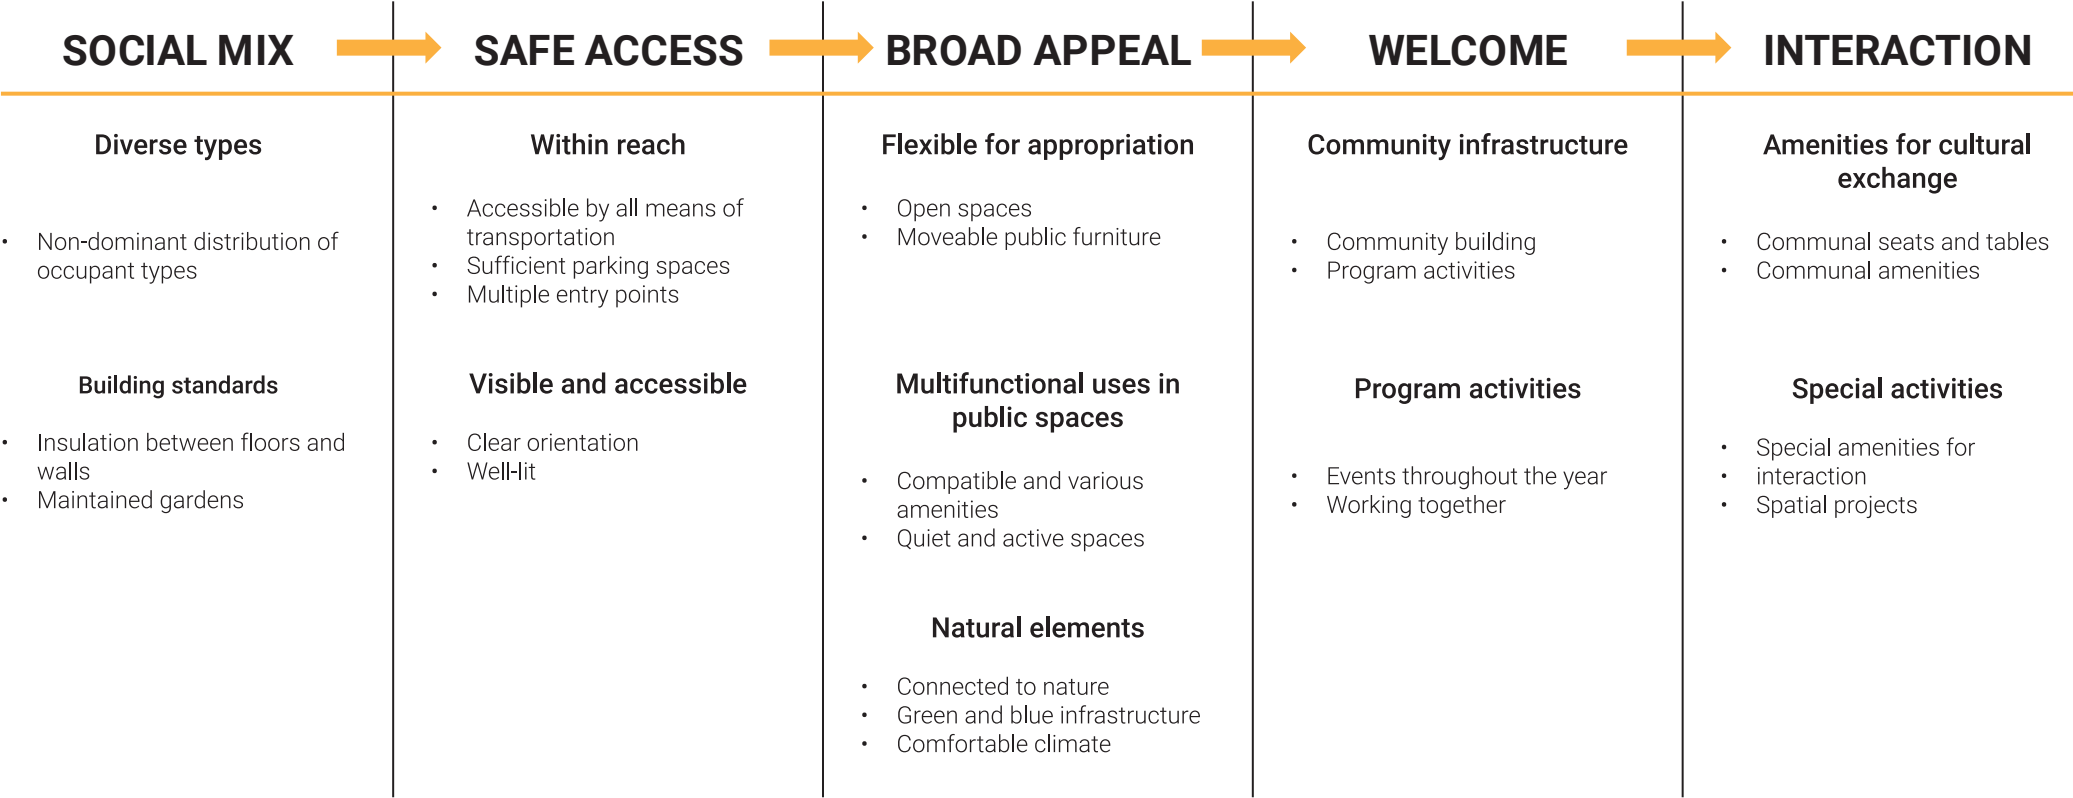 SOCIAL MIX
SAFE ACCESS
BROAD APPEAL
WELCOME
INTERACTION
Diverse types
• Non-dominant distribution of
occupant types
Building standards
• Insulation between floors and
walls
• Maintained gardens
Within reach
• Accessible by all means of
transportation
• Sufficient parking spaces
• Multiple entry points
Visible and accessible
• Clear orientation
• Well-lit
Flexible for appropriation
• Open spaces
• Moveable public furniture
Multifunctional uses in
public spaces
• Compatible and various
amenities
• Quiet and active spaces
Natural elements
• Connected to nature
• Green and blue infrastructure
• Comfortable climate
Community infrastructure
• Community building
• Program activities
Program activities
• Events throughout the year
• Working together
Amenities for cultural
exchange
• Communal seats and tables
• Communal amenities
Special activities
• Special amenities for
• interaction
• Spatial projects